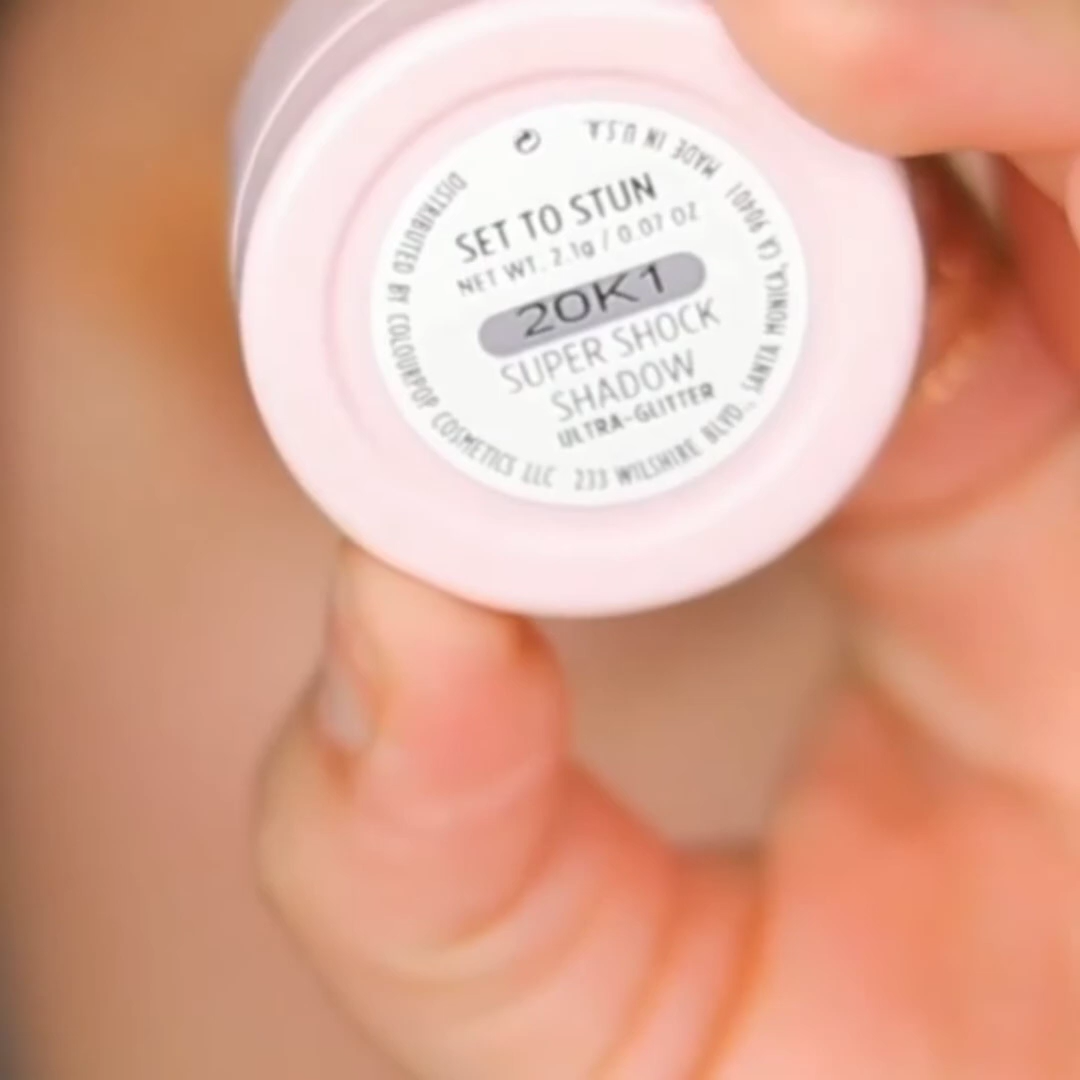 SET TO STUN
NET WT. 2.1g / 0.07 OZ
20K1
SUPER SHOCK
SHADOW
ULTRA-GLITTER
DISTRIBUTED BY COLOURPOP COSMETICS LLC 233 WILSHIRE BLVD., SANTA MONICA, CA 90401 MADE IN U.S.A